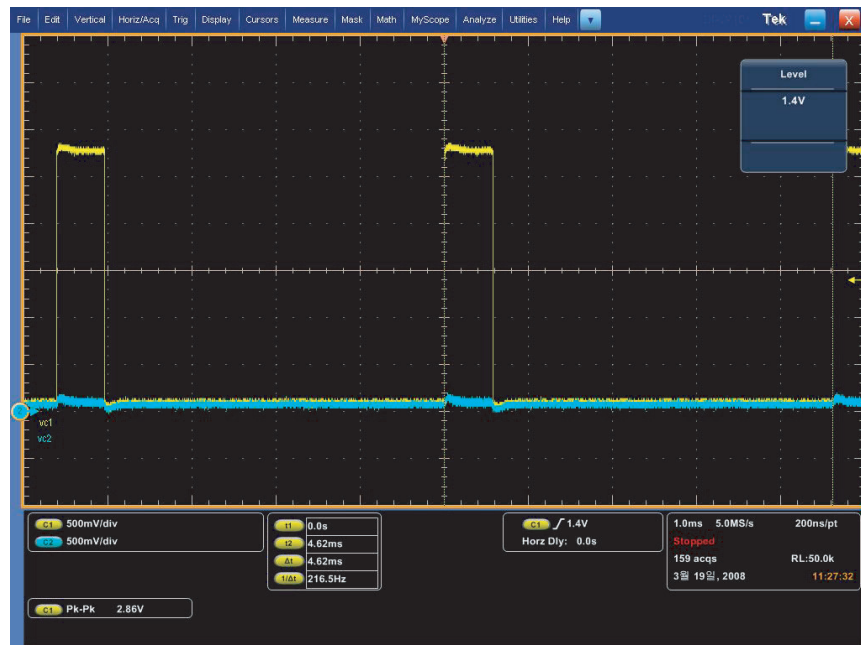 File Edit Vertical Horiz/Acq Trig Display Cursors Measure Mask Math MyScope Analyze Utilities Help Tek X
Level
1.4V
2
vc1
vc2
C1 500mV/div
C2 500mV/div
t1 0.0s
t2 4.62ms
Δt 4.62ms
1/Δt 216.5Hz
C1 1.4V
Horz Dly: 0.0s
1.0ms 5.0MS/s 200ns/pt
Stopped
159 acqs RL:50.0k
3월 19일, 2008 11:27:32
C1 Pk-Pk 2.86V